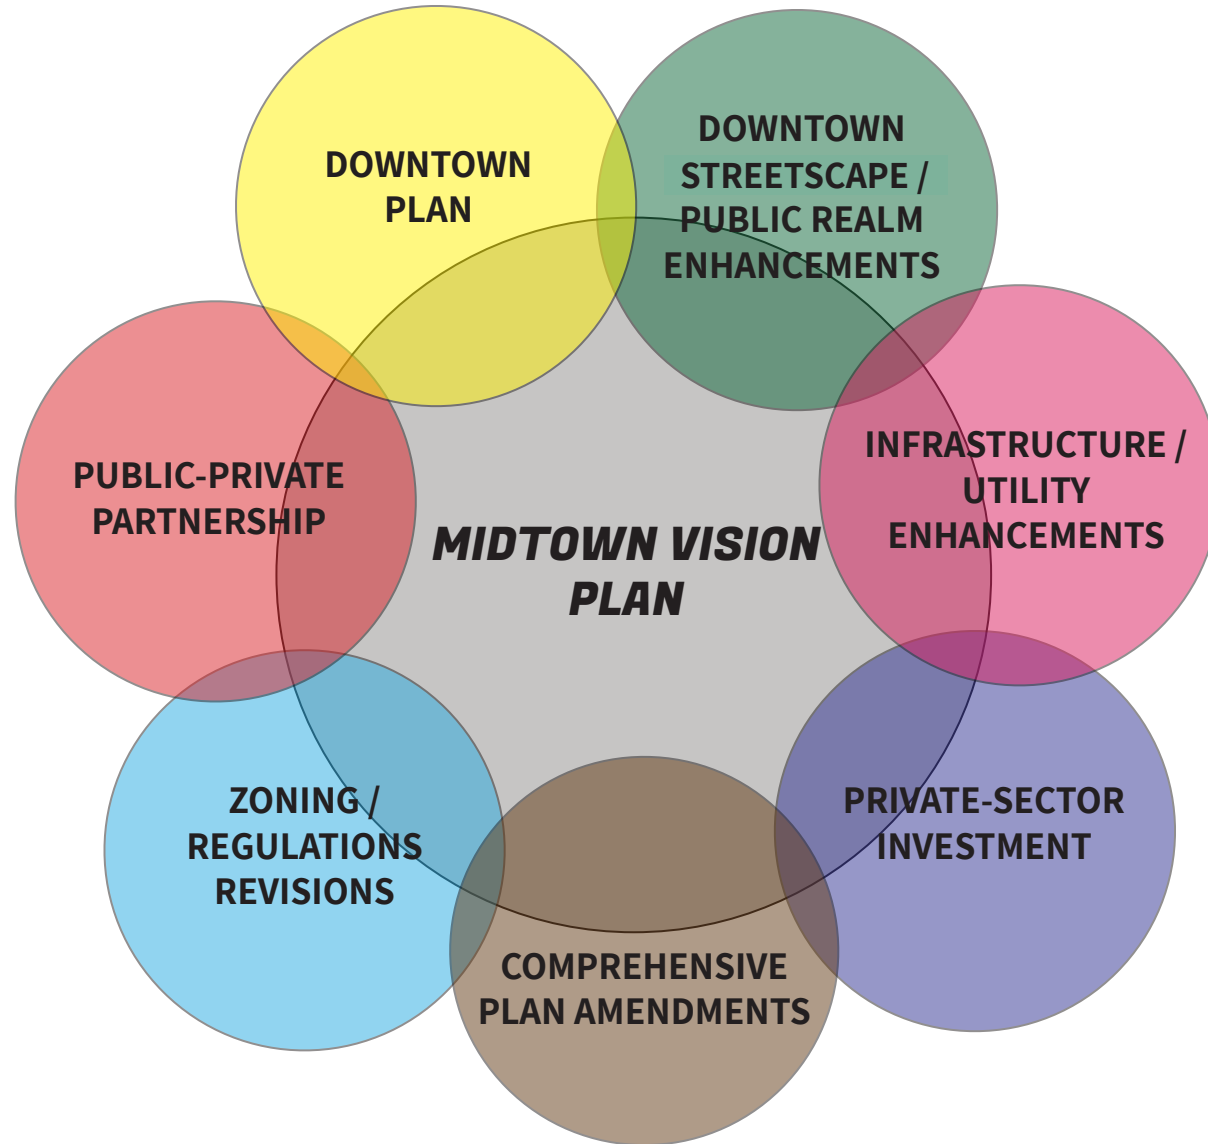 DOWNTOWN
PLAN
DOWNTOWN
STREETSCAPE /
PUBLIC REALM
ENHANCEMENTS
PUBLIC-PRIVATE
PARTNERSHIP
INFRASTRUCTURE /
UTILITY
ENHANCEMENTS
MIDTOWN VISION
PLAN
ZONING /
REGULATIONS
REVISIONS
PRIVATE-SECTOR
INVESTMENT
COMPREHENSIVE
PLAN AMENDMENTS